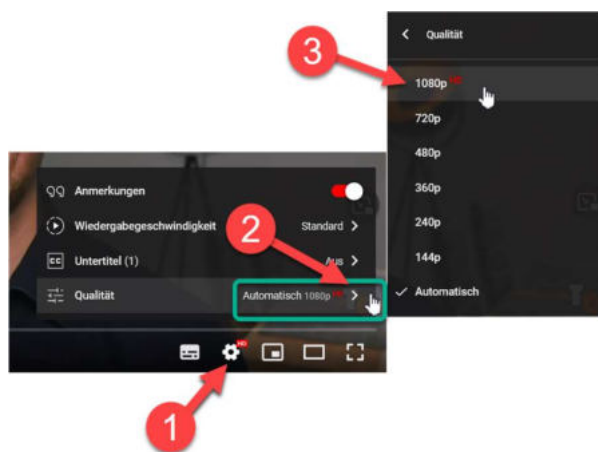 3
Qualität
1080p HD
720p
480p
360p
240p
144p
Automatisch
Anmerkungen
Wiedergabegeschwindigkeit Standard
2
Untertitel (1) Aus
Qualität Automatisch 1080p HD
HD
1